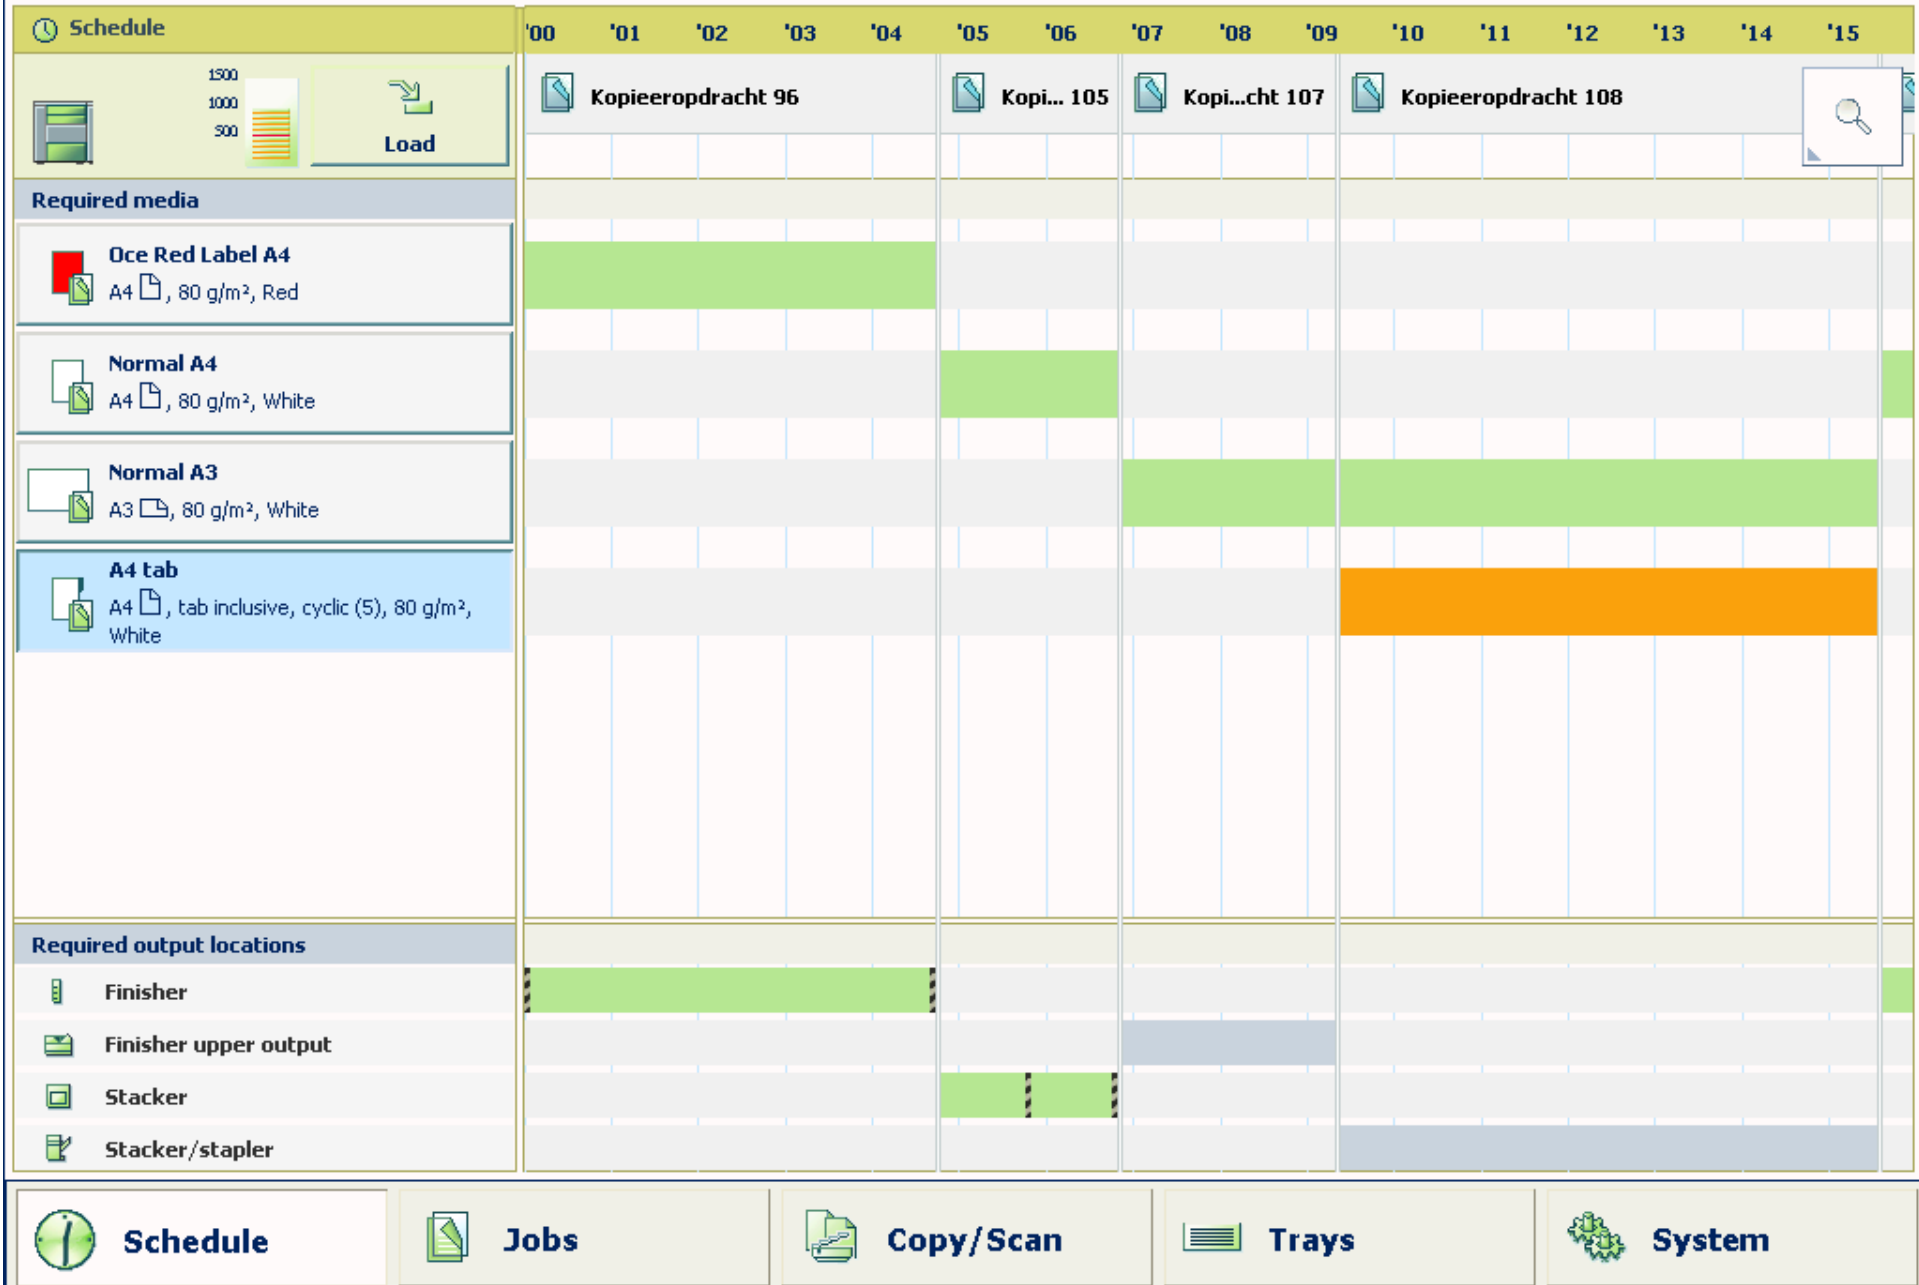 Schedule
'00 '01 '02 '03 '04 '05 '06 '07 '08 '09 '10 '11 '12 '13 '14 '15
1500
1000
500
Load
Kopieeropdracht 96
Kopi... 105
Kopi...cht 107
Kopieeropdracht 108
Required media
Oce Red Label A4
A4 , 80 g/m², Red
Normal A4
A4 , 80 g/m², White
Normal A3
A3 , 80 g/m², White
A4 tab
A4 , tab inclusive, cyclic (5), 80 g/m²,
White
Required output locations
Finisher
Finisher upper output
Stacker
Stacker/stapler
Schedule
Jobs
Copy/Scan
Trays
System